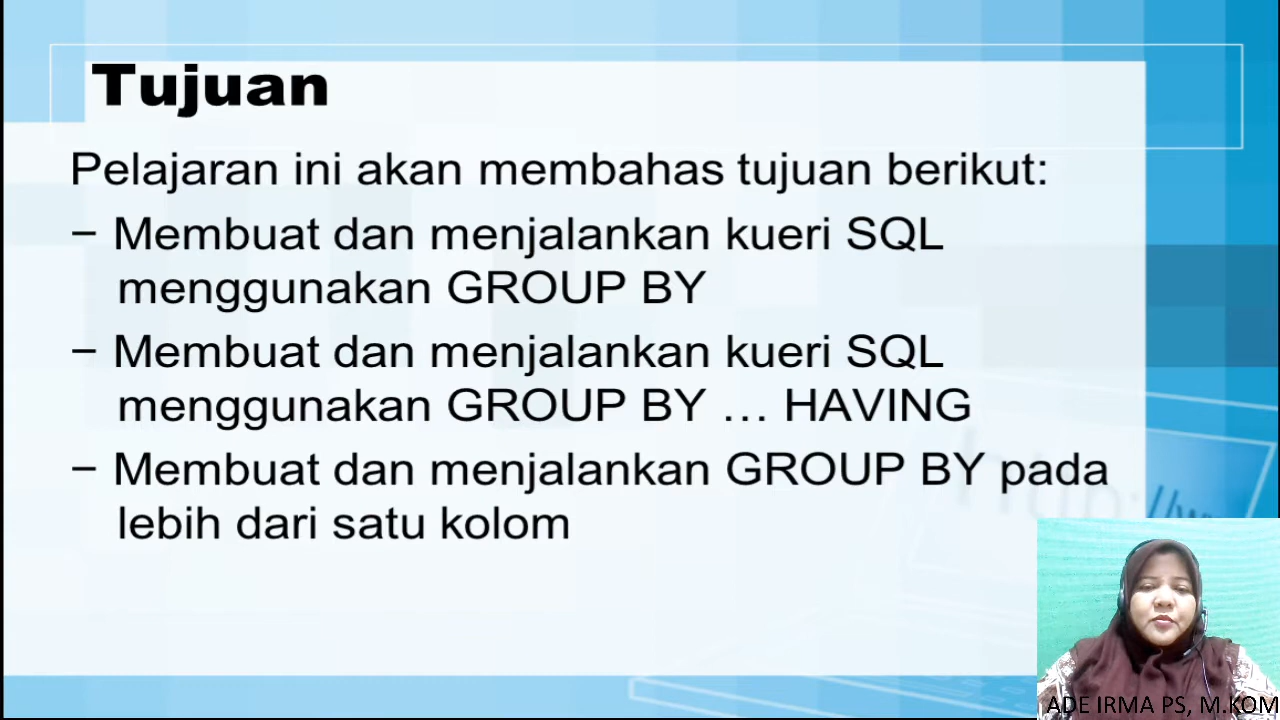 Tujuan
Pelajaran ini akan membahas tujuan berikut:
– Membuat dan menjalankan kueri SQL
menggunakan GROUP BY
– Membuat dan menjalankan kueri SQL
menggunakan GROUP BY … HAVING
– Membuat dan menjalankan GROUP BY pada
lebih dari satu kolom
ADE IRMA PS, M.KOM